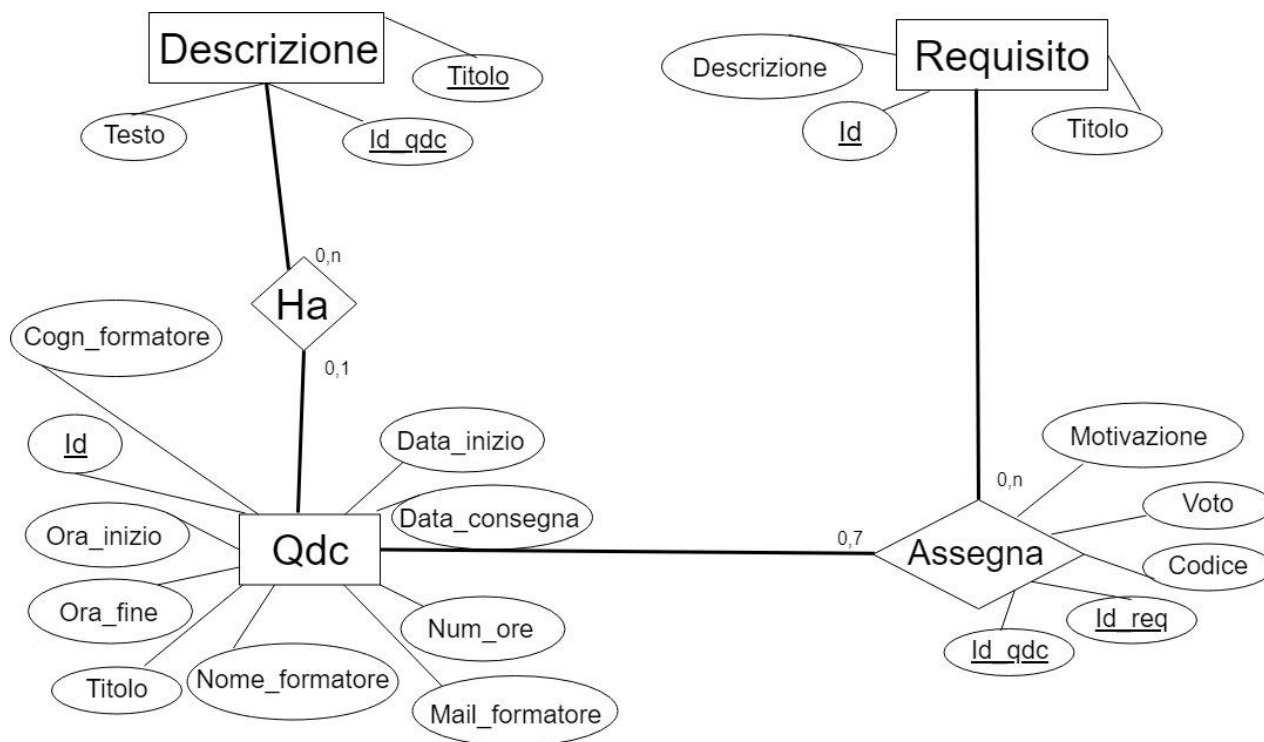 Descrizione
Titolo
Testo
Id_qdc
Requisito
Descrizione
Id
Titolo
0,n
Ha
0,1
Cogn_formatore
Id
Data_inizio
Ora_inizio
Data_consegna
Qdc
Ora_fine
Num_ore
Titolo
Nome_formatore
Mail_formatore
0,7
0,n
Assegna
Motivazione
Voto
Codice
Id_req
Id_qdc